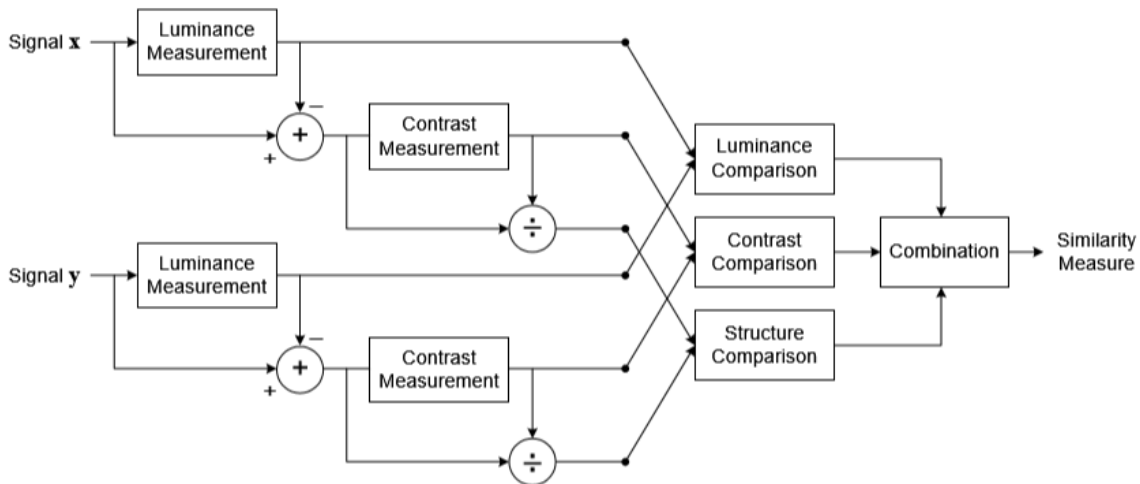 Signal x
Luminance
Measurement
−
+
+
Contrast
Measurement
÷
Signal y
Luminance
Measurement
−
+
+
Contrast
Measurement
÷
Luminance
Comparison
Contrast
Comparison
Structure
Comparison
Combination
Similarity
Measure